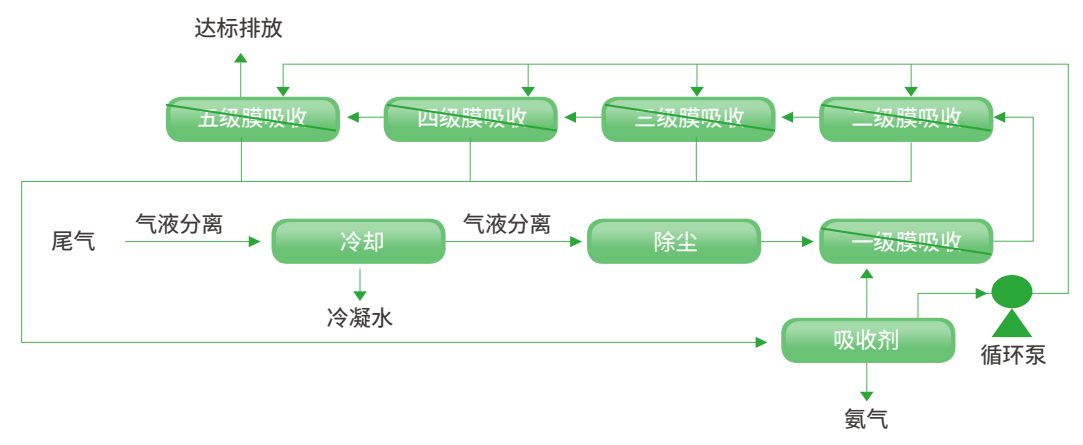 达标排放
五级膜吸收
四级膜吸收
三级膜吸收
二级膜吸收
尾气
气液分离
冷却
气液分离
除尘
一级膜吸收
冷凝水
吸收剂
循环泵
氨气